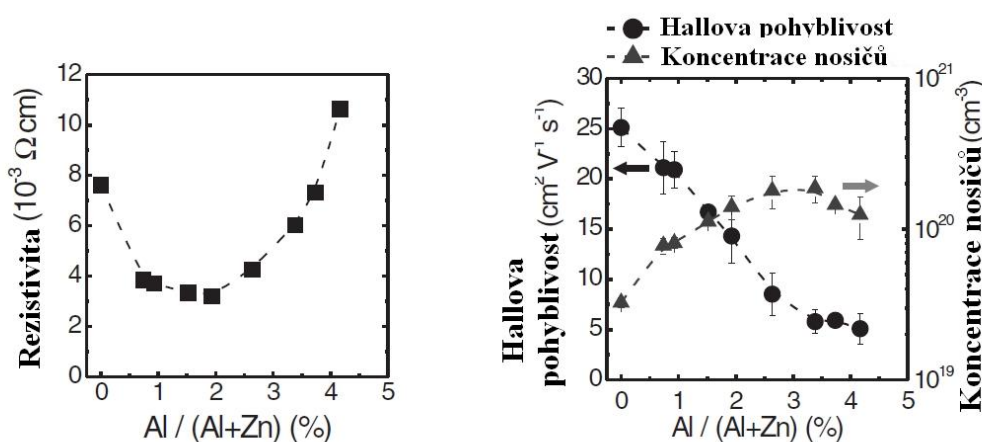 12
10
8
6
4
2
0
0 1 2 3 4 5
Rezistivita (10⁻³ Ω cm)
Al / (Al+Zn) (%)
Hallova pohyblivost
Koncentrace nosičů
30
25
20
15
10
5
0
10²¹
10²⁰
10¹⁹
0 1 2 3 4 5
Hallova
pohyblivost (cm² V⁻¹ s⁻¹)
Koncentrace nosičů (cm⁻³)
Al / (Al+Zn) (%)